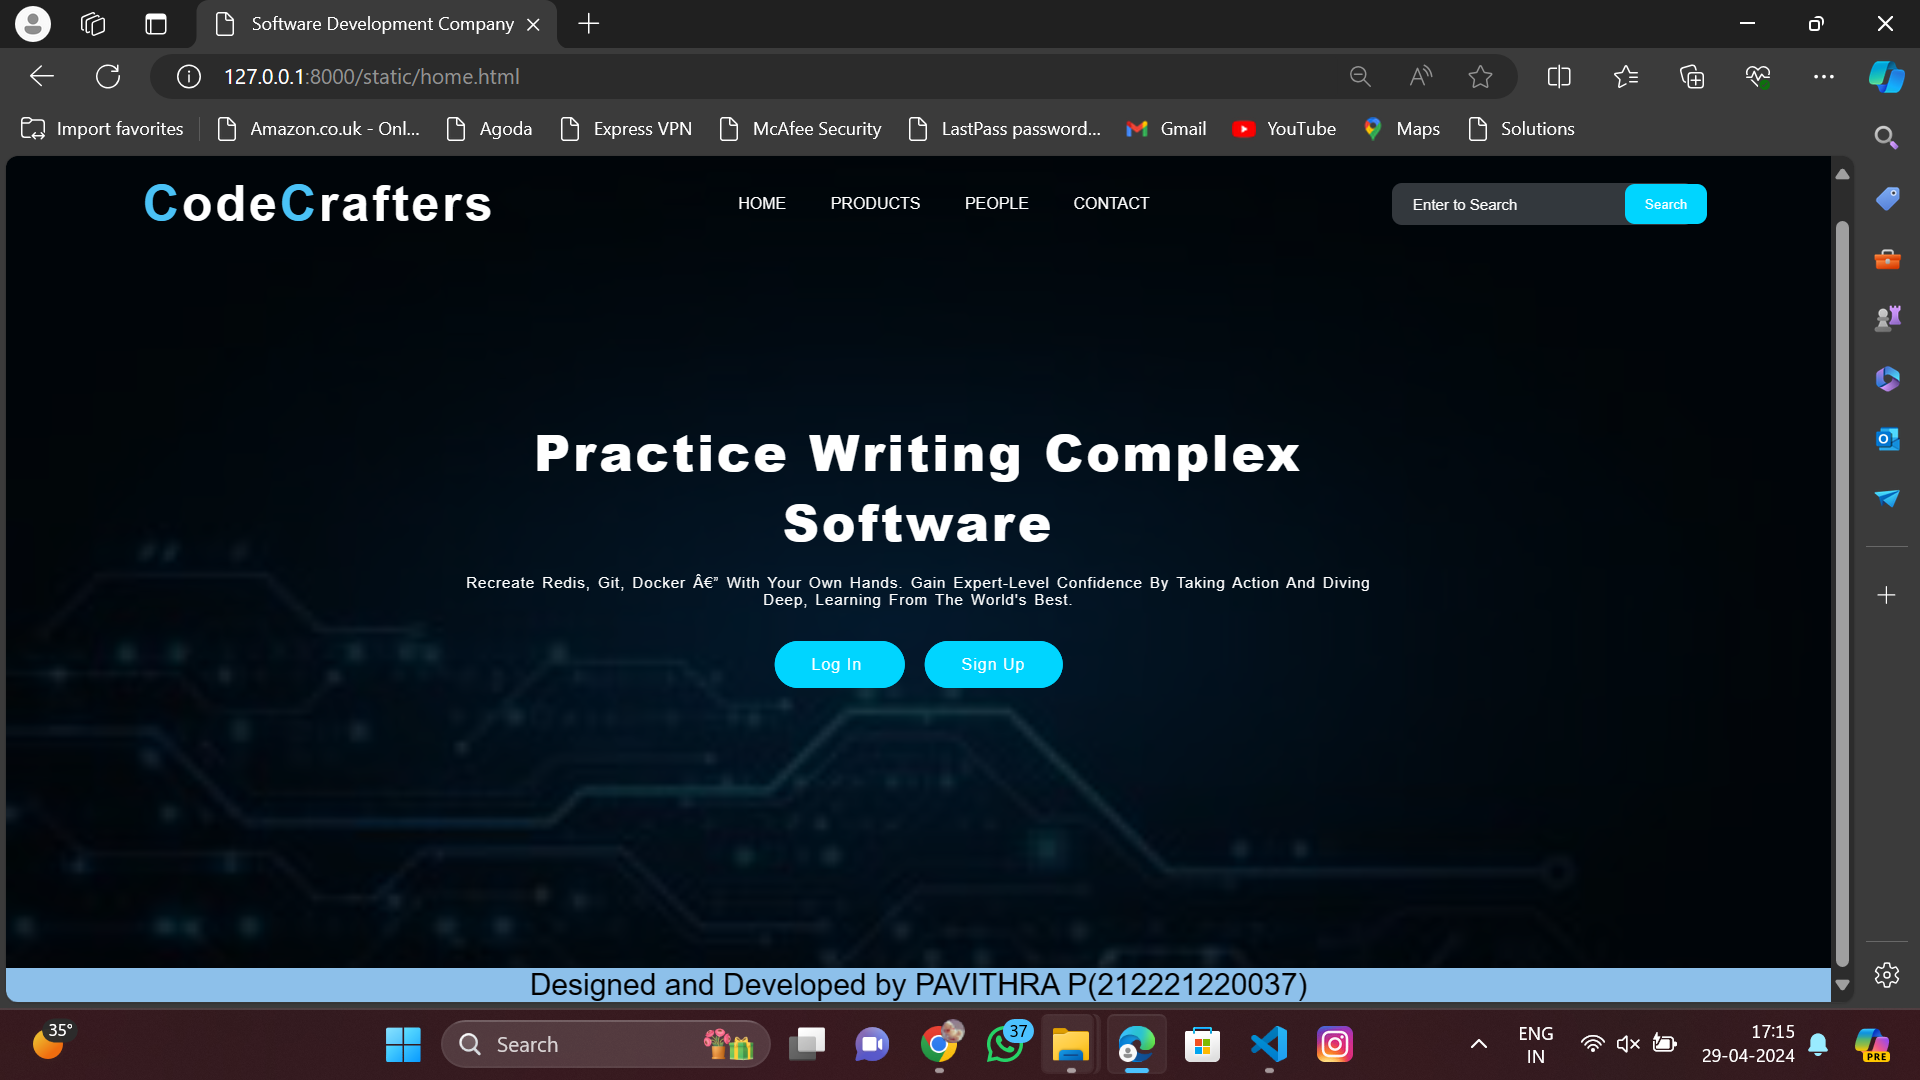 Software Development Company
127.0.0.1:8000/static/home.html
Import favorites
Amazon.co.uk - Onl...
Agoda
Express VPN
McAfee Security
LastPass password...
Gmail
YouTube
Maps
Solutions
CodeCrafters
HOME
PRODUCTS
PEOPLE
CONTACT
Enter to Search
Search
Practice Writing Complex
Software
Recreate Redis, Git, Docker Â€” With Your Own Hands. Gain Expert-Level Confidence By Taking Action And Diving
Deep, Learning From The World's Best.
Log In
Sign Up
Designed and Developed by PAVITHRA P(212221220037)
35°
Search
37
ENG
IN
17:15
29-04-2024
PRE